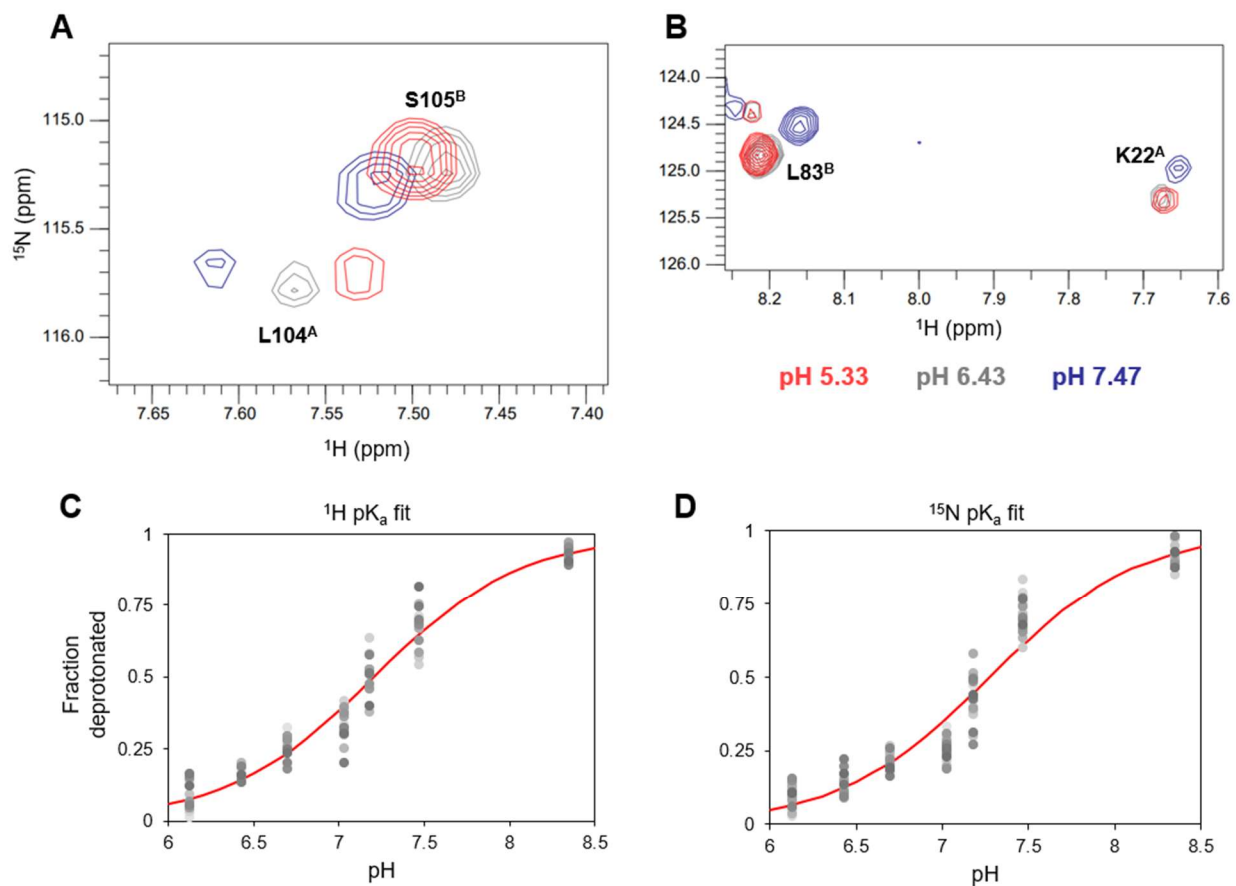 A
S105ᴮ
L104ᴬ
115.0
115.5
116.0
¹⁵N (ppm)
7.65
7.60
7.55
7.50
7.45
7.40
¹H (ppm)
B
124.0
124.5
125.0
125.5
126.0
L83ᴮ
K22ᴬ
8.2
8.1
8.0
7.9
7.8
7.7
7.6
¹H (ppm)
pH 5.33 pH 6.43 pH 7.47
C
¹H pKₐ fit
Fraction
deprotonated
1
0.75
0.5
0.25
0
6
6.5
7
7.5
8
8.5
pH
D
¹⁵N pKₐ fit
1
0.75
0.5
0.25
0
6
6.5
7
7.5
8
8.5
pH